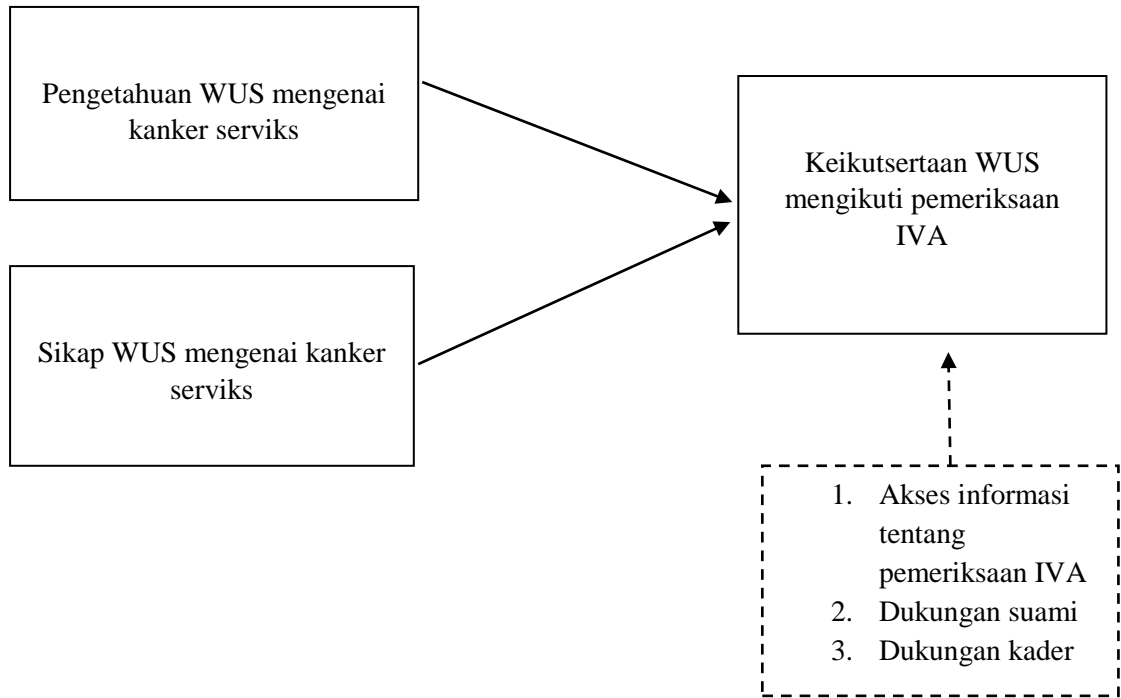 Pengetahuan WUS mengenai
kanker serviks
Keikutsertaan WUS
mengikuti pemeriksaan
IVA
Sikap WUS mengenai kanker
serviks
1. Akses informasi
tentang
pemeriksaan IVA
2. Dukungan suami
3. Dukungan kader